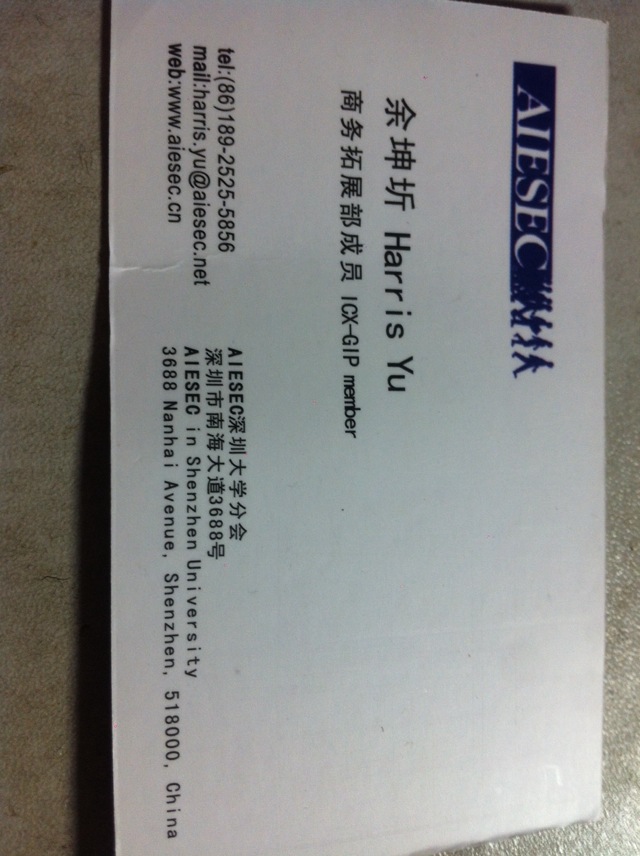 AIESEC
余坤圻 Harris Yu
商务拓展部成员 ICX-GIP member
tel:(86)189-2525-5856
mail:harris.yu@aiesec.net
web:www.aiesec.cn
AIESEC深圳大学分会
深圳市南海大道3688号
AIESEC in Shenzhen University
3688 Nanhai Avenue, Shenzhen, 518000, China